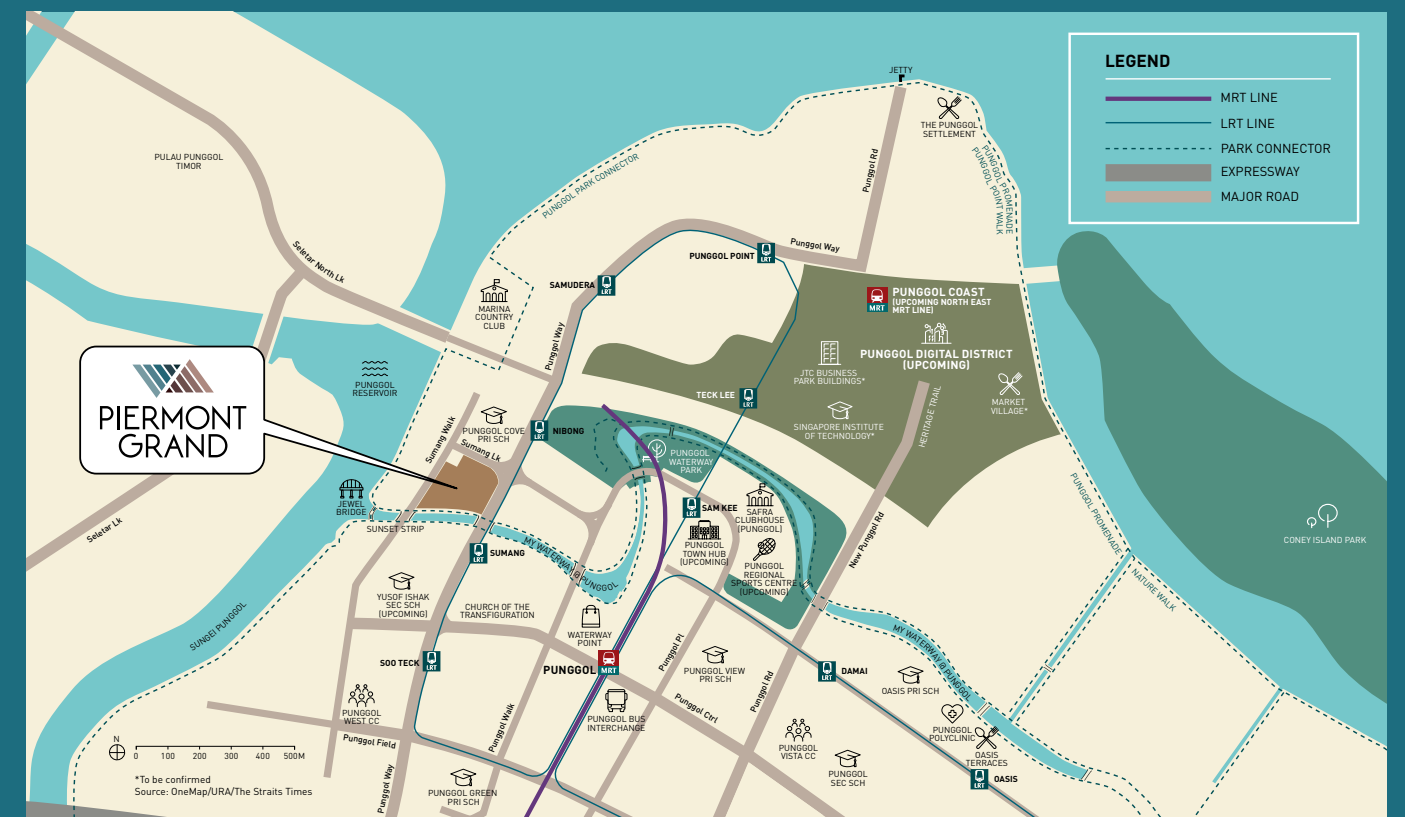 JETTY
LEGEND
MRT LINE
LRT LINE
PARK CONNECTOR
EXPRESSWAY
MAJOR ROAD
THE PUNGGOL
SETTLEMENT
PULAU PUNGGOL
TIMOR
PUNGGOL PARK CONNECTOR
Punggol Rd
PUNGGOL PROMENADE
PUNGGOL POINT WALK
Seletar North Lk
PUNGGOL POINT
LRT
Punggol Way
SAMUDERA
LRT
MARINA
COUNTRY
CLUB
MRT
PUNGGOL COAST
(UPCOMING NORTH EAST
MRT LINE)
Punggol Way
PUNGGOL DIGITAL DISTRICT
(UPCOMING)
JTC BUSINESS
PARK BUILDINGS*
PIERMONT
GRAND
PUNGGOL
RESERVOIR
TECK LEE
LRT
MARKET
VILLAGE*
HERITAGE TRAIL
SINGAPORE INSTITUTE
OF TECHNOLOGY*
Sumang Walk
PUNGGOL COVE
PRI SCH
Sumang Lk
LRT
NIBONG
PUNGGOL
WATERWAY
PARK
JEWEL
BRIDGE
SUNSET STRIP
Seletar Lk
LRT
SAM KEE
SAFRA
CLUBHOUSE
(PUNGGOL)
PUNGGOL
TOWN HUB
(UPCOMING)
PUNGGOL
REGIONAL
SPORTS CENTRE
(UPCOMING)
New Punggol Rd
PUNGGOL PROMENADE
CONEY ISLAND PARK
NATURE WALK
LRT
SUMANG
MY WATERWAY @ PUNGGOL
YUSOF ISHAK
SEC SCH
(UPCOMING)
CHURCH OF THE
TRANSFIGURATION
SUNGEI PUNGGOL
WATERWAY
POINT
MY WATERWAY @ PUNGGOL
SOO TECK
LRT
PUNGGOL
MRT
Punggol Pl
PUNGGOL VIEW
PRI SCH
Punggol Rd
LRT
DAMAI
OASIS PRI SCH
PUNGGOL
WEST CC
Punggol Walk
PUNGGOL BUS
INTERCHANGE
Punggol Ctrl
PUNGGOL
VISTA CC
PUNGGOL
POLYCLINIC
OASIS
TERRACES
LRT
OASIS
Punggol Field
PUNGGOL
SEC SCH
Punggol Way
PUNGGOL GREEN
PRI SCH
N
0 100 200 300 400 500M
*To be confirmed
Source: OneMap/URA/The Straits Times